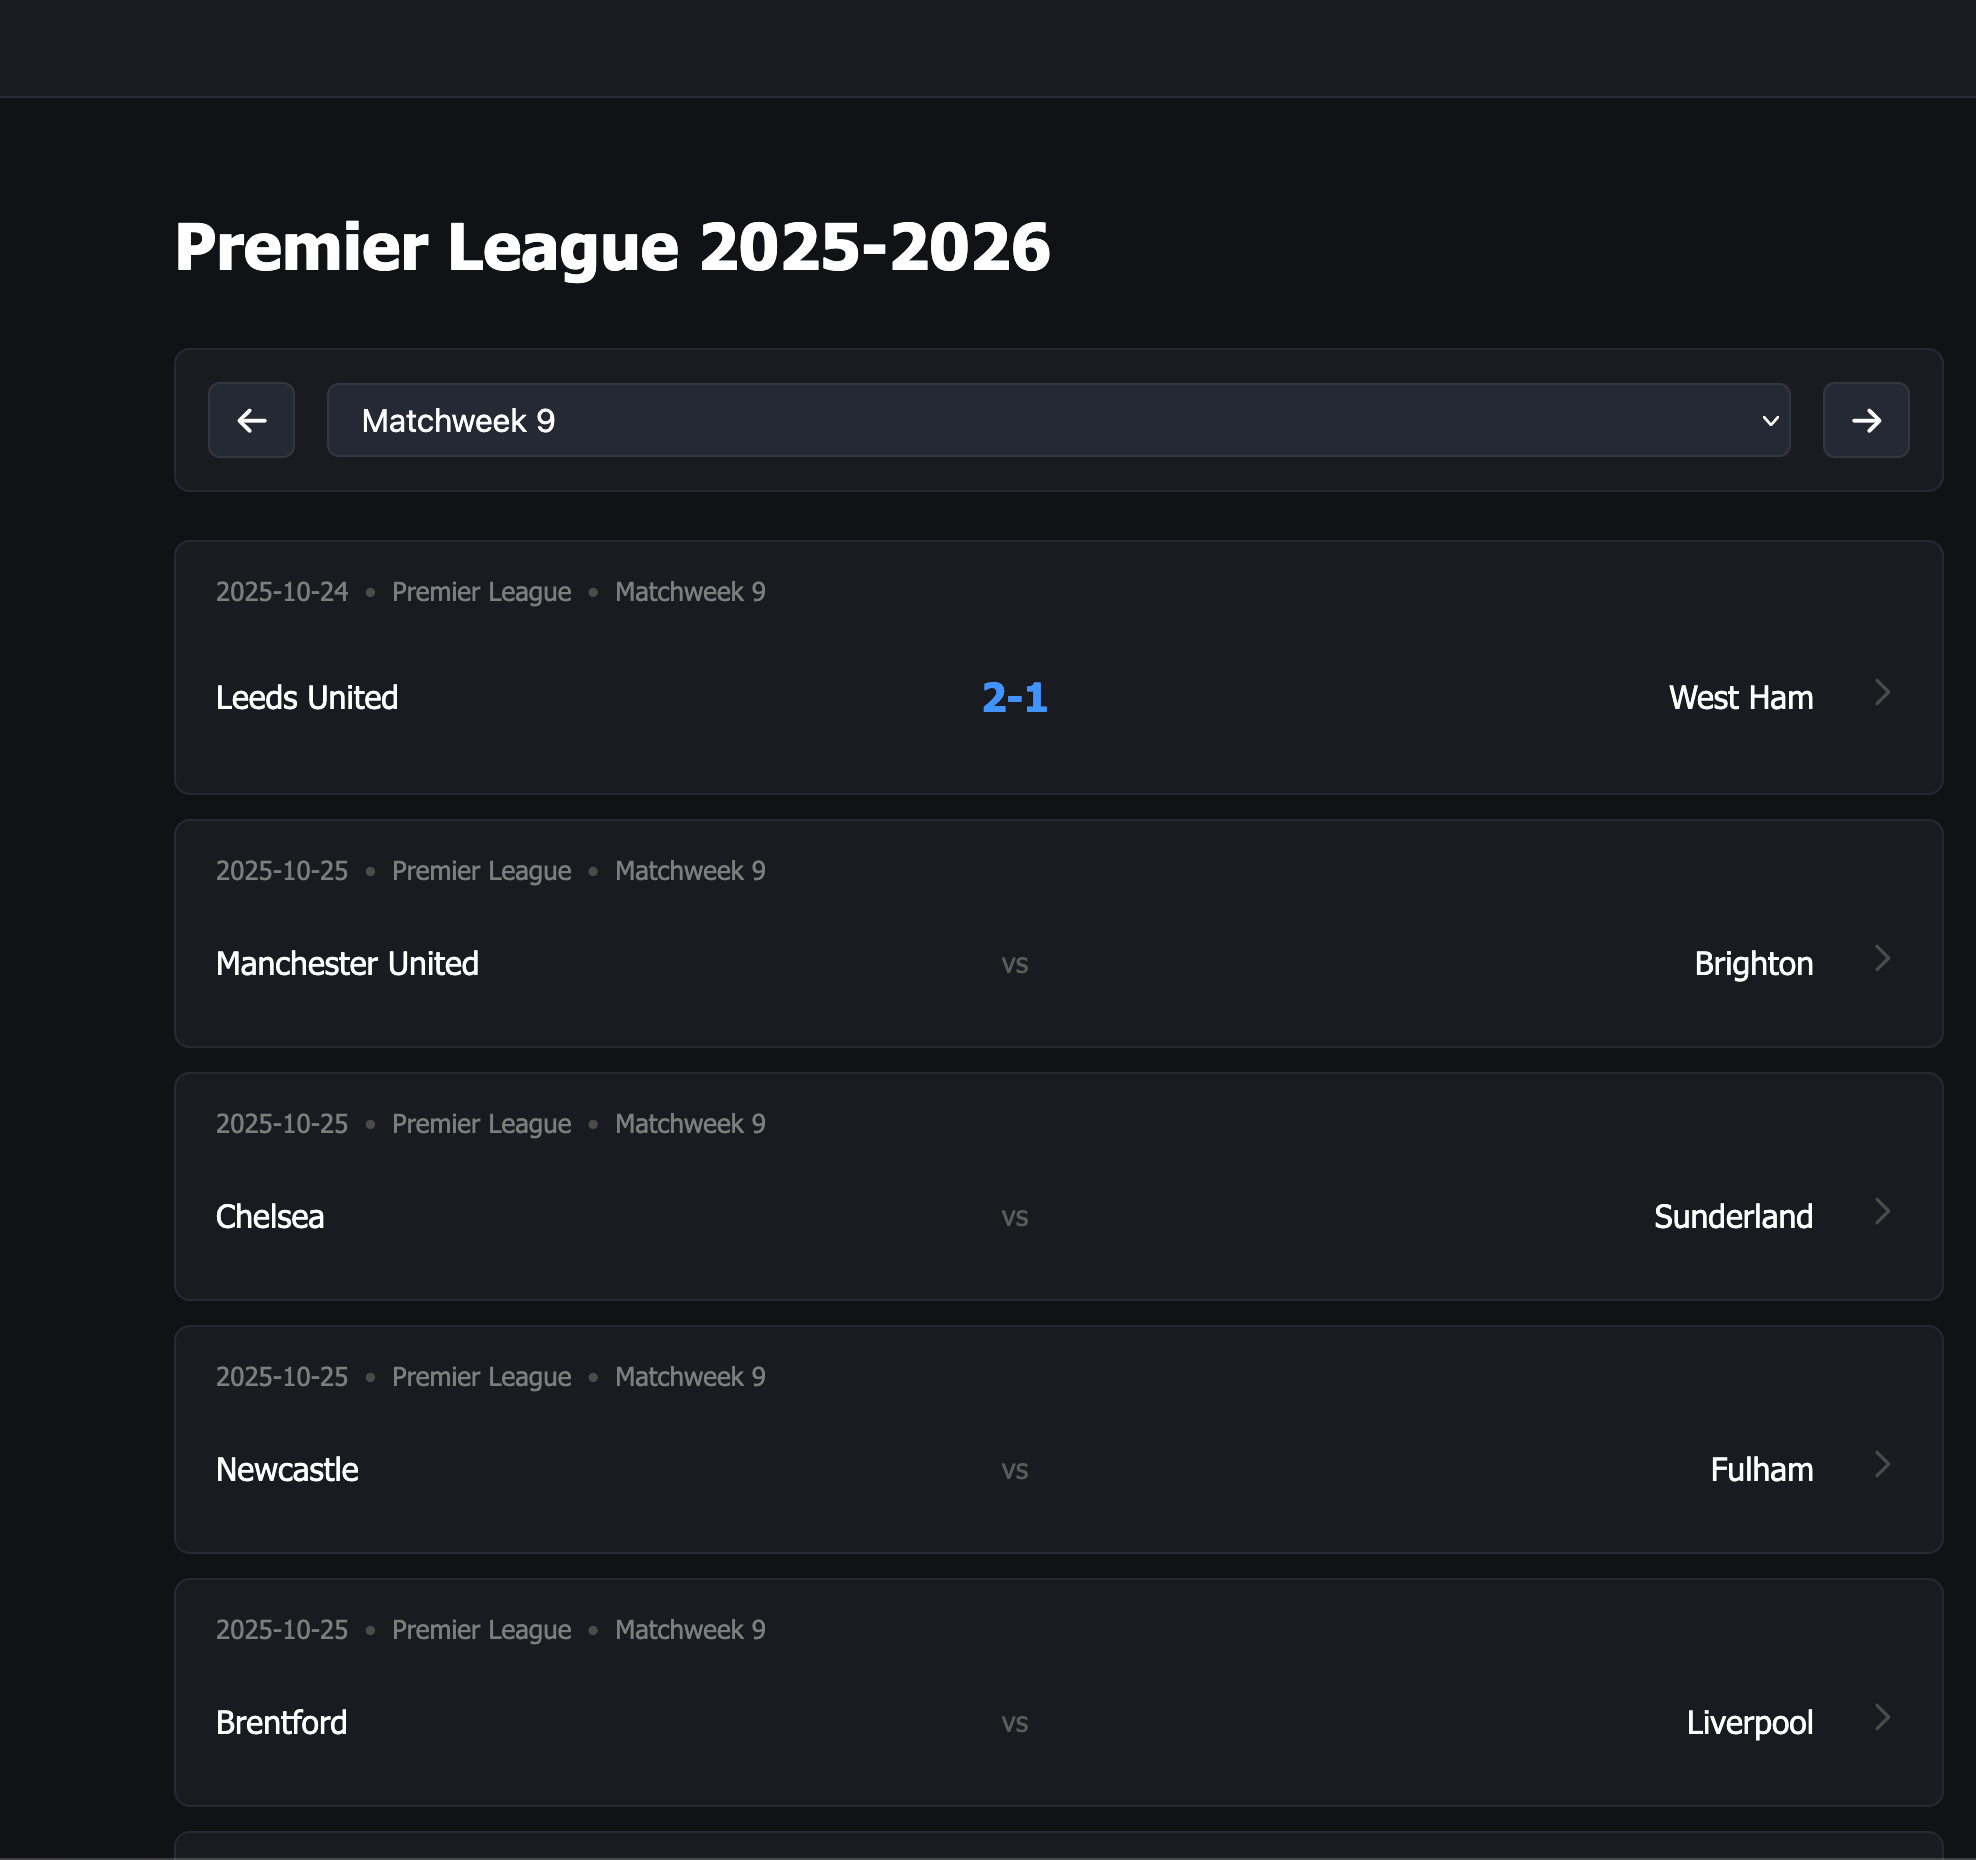 Premier League 2025-2026
Matchweek 9
2025-10-24 • Premier League • Matchweek 9
Leeds United 2-1 West Ham
2025-10-25 • Premier League • Matchweek 9
Manchester United vs Brighton
2025-10-25 • Premier League • Matchweek 9
Chelsea vs Sunderland
2025-10-25 • Premier League • Matchweek 9
Newcastle vs Fulham
2025-10-25 • Premier League • Matchweek 9
Brentford vs Liverpool